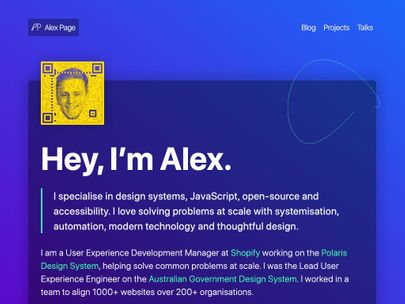 Alex Page
Blog Projects Talks
Hey, I’m Alex.
I specialise in design systems, JavaScript, open-source and
accessibility. I love solving problems at scale with systemisation,
automation, modern technology and thoughtful design.
I am a User Experience Development Manager at Shopify working on the Polaris
Design System, helping solve common problems at scale. I was the Lead User
Experience Engineer on the Australian Government Design System. I worked in a
team to align 1000+ websites over 200+ organisations.